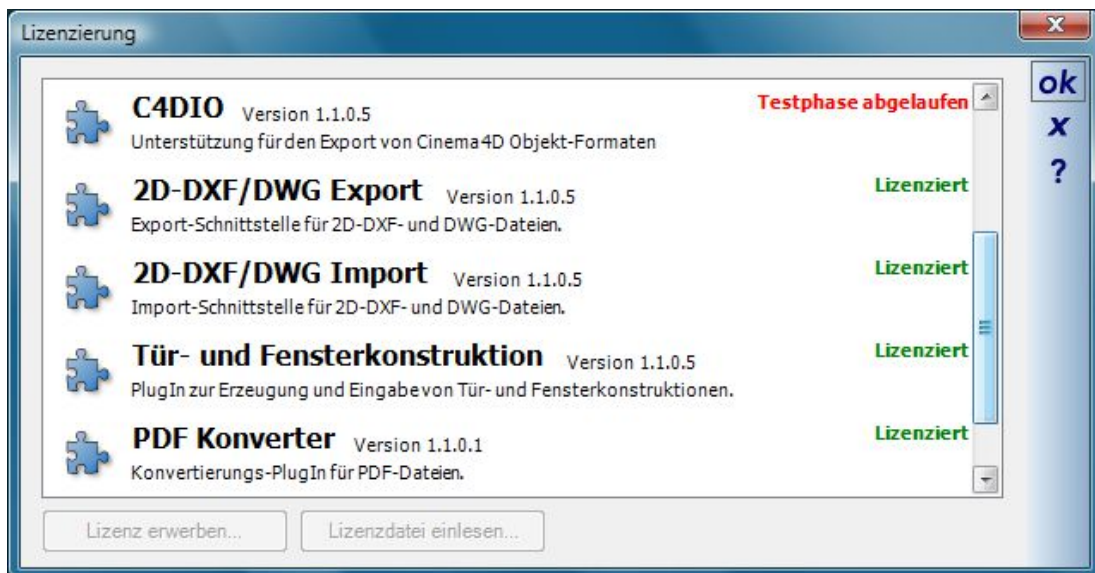 Lizenzierung
C4DIO Version 1.1.0.5 Testphase abgelaufen
Unterstützung für den Export von Cinema4D Objekt-Formaten
2D-DXF/DWG Export Version 1.1.0.5 Lizenziert
Export-Schnittstelle für 2D-DXF- und DWG-Dateien.
2D-DXF/DWG Import Version 1.1.0.5 Lizenziert
Import-Schnittstelle für 2D-DXF- und DWG-Dateien.
Tür- und Fensterkonstruktion Version 1.1.0.5 Lizenziert
PlugIn zur Erzeugung und Eingabe von Tür- und Fensterkonstruktionen.
PDF Konverter Version 1.1.0.1 Lizenziert
Konvertierungs-PlugIn für PDF-Dateien.
Lizenz erwerben... Lizenzdatei einlesen...
ok
x
?